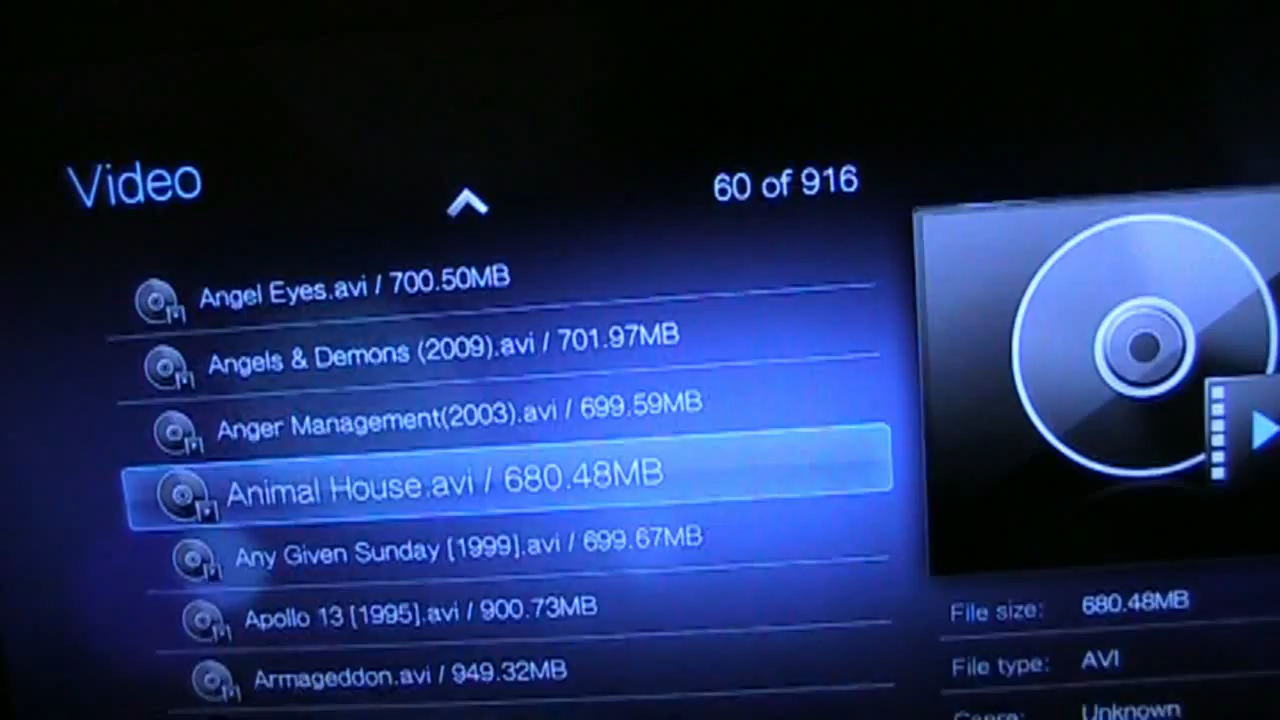 Video
60 of 916
Angel Eyes.avi / 700.50MB
Angels & Demons (2009).avi / 701.97MB
Anger Management(2003).avi / 699.59MB
Animal House.avi / 680.48MB
Any Given Sunday [1999].avi / 699.67MB
Apollo 13 [1995].avi / 900.73MB
Armageddon.avi / 949.32MB
File size: 680.48MB
File type: AVI
Genre: Unknown